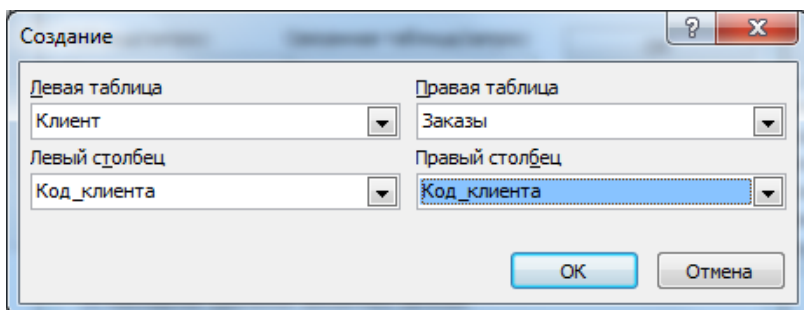 Создание
Левая таблица Правая таблица
Клиент Заказы
Левый столбец Правый столбец
Код_клиента Код_клиента
ОК Отмена